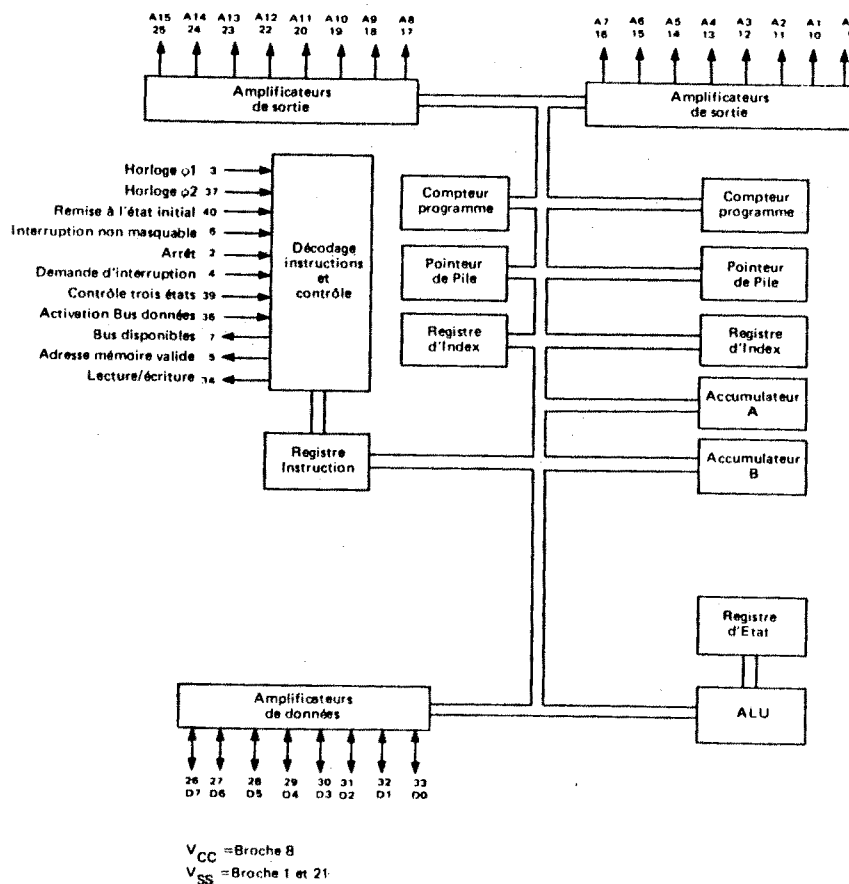 A15 A14 A13 A12 A11 A10 A9 A8
25 24 23 22 20 19 18 17
A7 A6 A5 A4 A3 A2 A1
16 15 14 13 12 11 10
Amplificateurs
de sortie
Amplificateurs
de sortie
Horloge φ1 3
Horloge φ2 37
Remise à l'état initial 40
Interruption non masquable 6
Arrêt 2
Demande d'interruption 4
Contrôle trois états 39
Activation Bus données 36
Bus disponibles 7
Adresse mémoire valide 5
Lecture/écriture 34
Décodage
instructions
et
contrôle
Registre
Instruction
Compteur
programme
Pointeur
de Pile
Registre
d'Index
Compteur
programme
Pointeur
de Pile
Registre
d'Index
Accumulateur
A
Accumulateur
B
Registre
d'Etat
ALU
Amplificateurs
de données
26 27 28 29 30 31 32 33
D7 D6 D5 D4 D3 D2 D1 D0
VCC =Broche 8
VSS =Broche 1 et 21